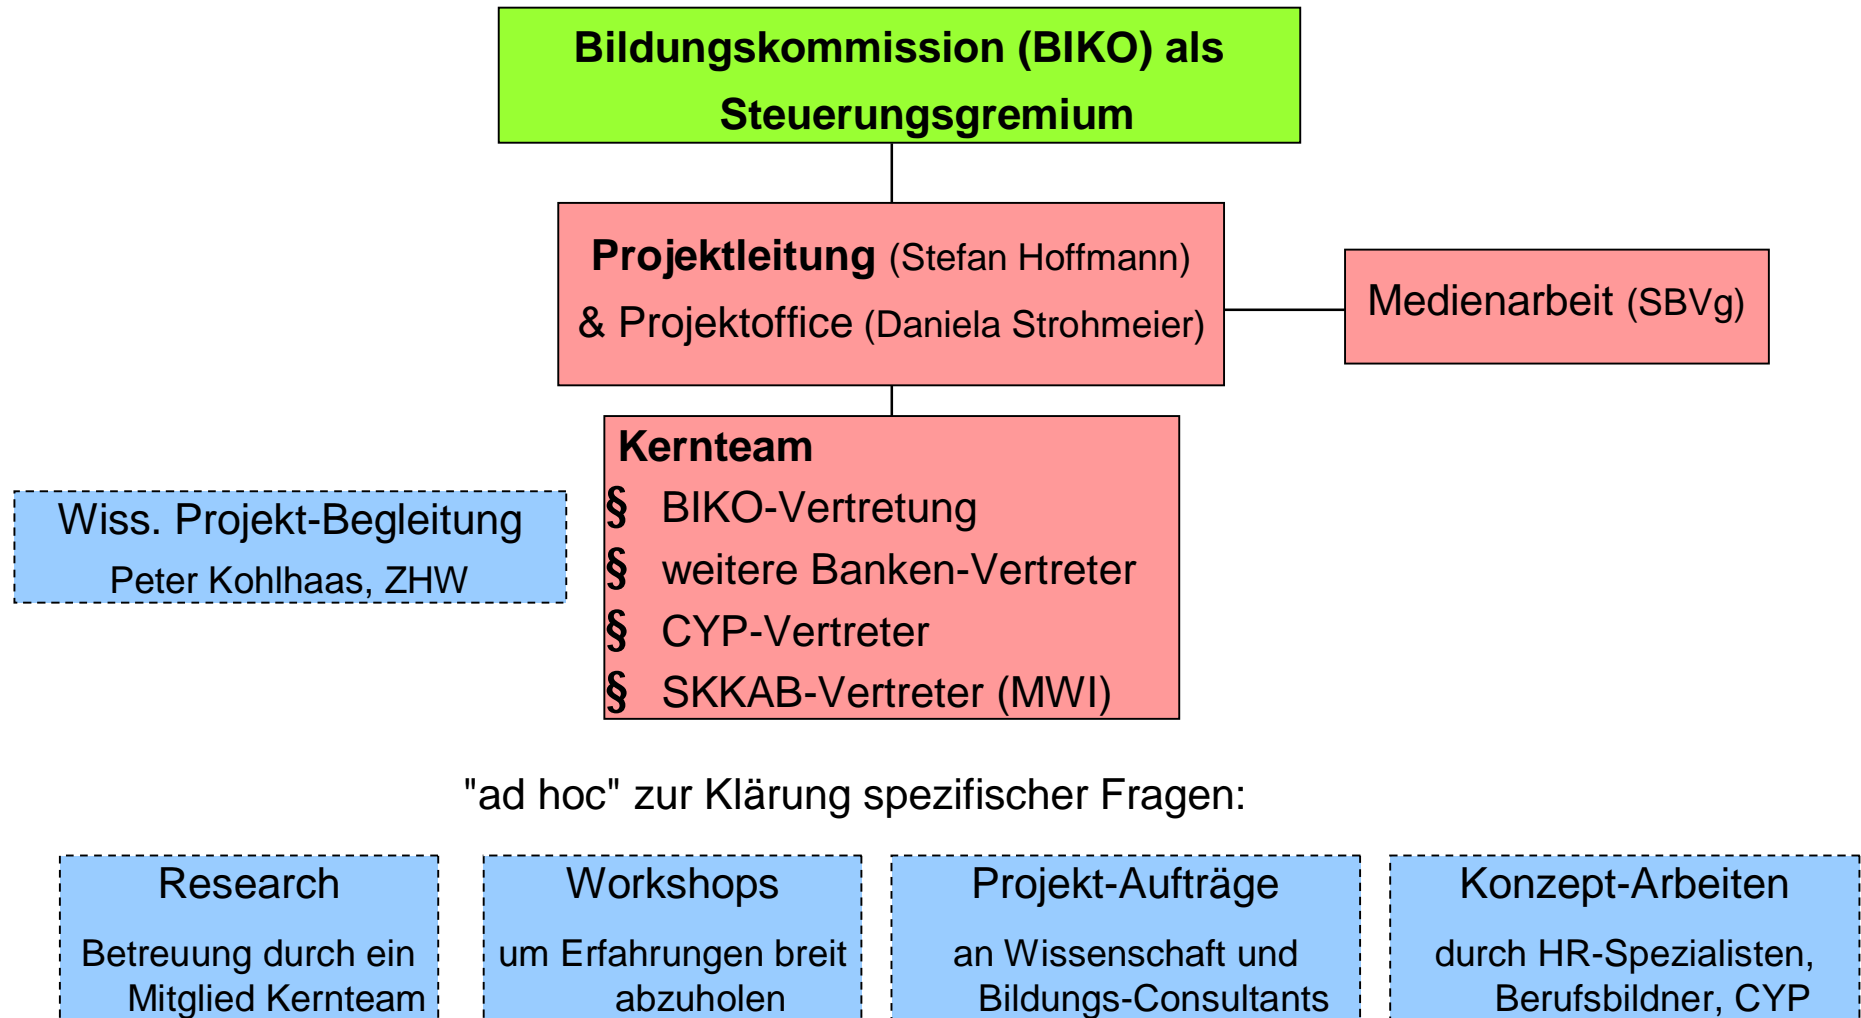 Bildungskommission (BIKO) als
Steuerungsgremium
Projektleitung (Stefan Hoffmann)
& Projektoffice (Daniela Strohmeier)
Medienarbeit (SBVg)
Kernteam
§ BIKO-Vertretung
§ weitere Banken-Vertreter
§ CYP-Vertreter
§ SKKAB-Vertreter (MWI)
Wiss. Projekt-Begleitung
Peter Kohlhaas, ZHW
"ad hoc" zur Klärung spezifischer Fragen:
Research
Betreuung durch ein
Mitglied Kernteam
Workshops
um Erfahrungen breit
abzuholen
Projekt-Aufträge
an Wissenschaft und
Bildungs-Consultants
Konzept-Arbeiten
durch HR-Spezialisten,
Berufsbildner, CYP